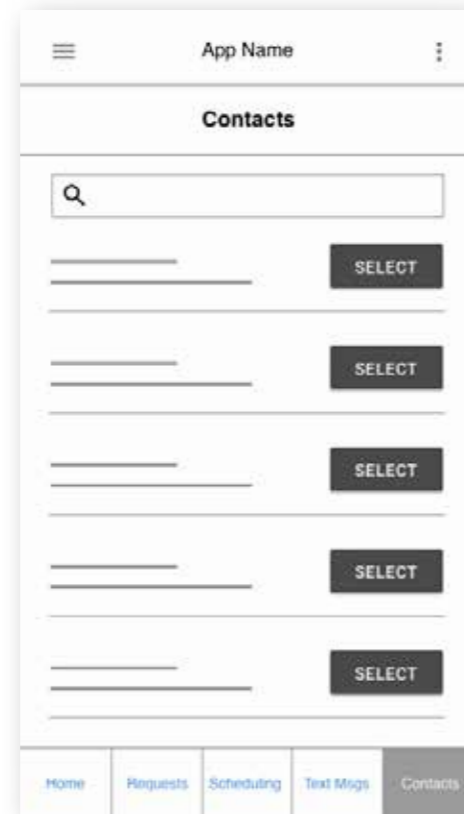 App Name
Contacts
SELECT
SELECT
SELECT
SELECT
SELECT
Home Requests Scheduling Text Msgs Contacts